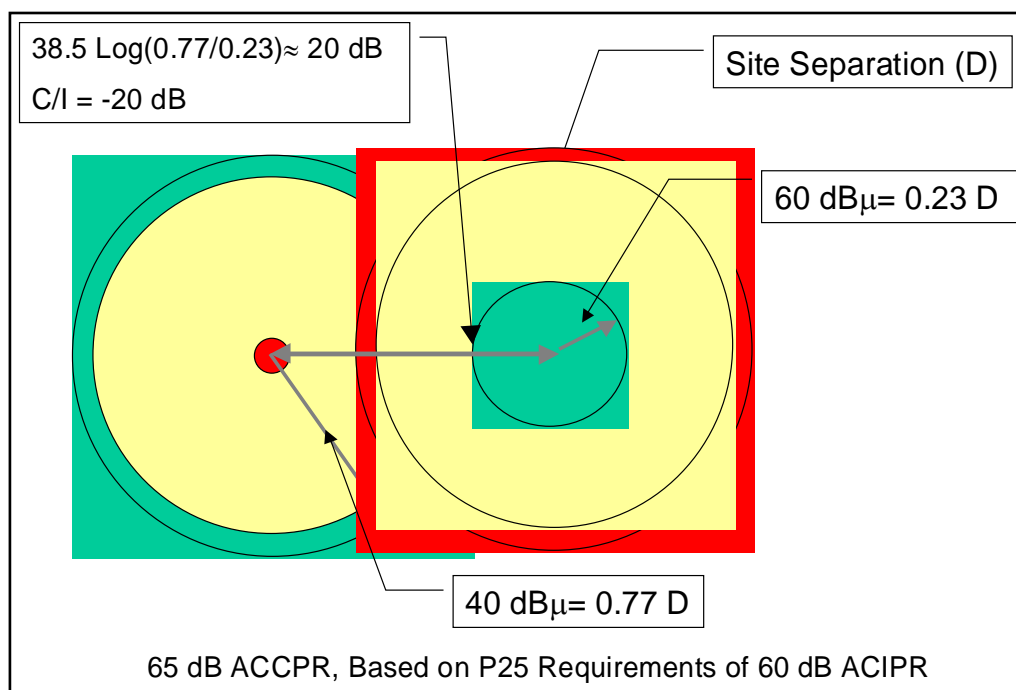 38.5 Log(0.77/0.23)≈ 20 dB
C/I = -20 dB
Site Separation (D)
60 dBμ= 0.23 D
40 dBμ= 0.77 D
65 dB ACCPR, Based on P25 Requirements of 60 dB ACIPR